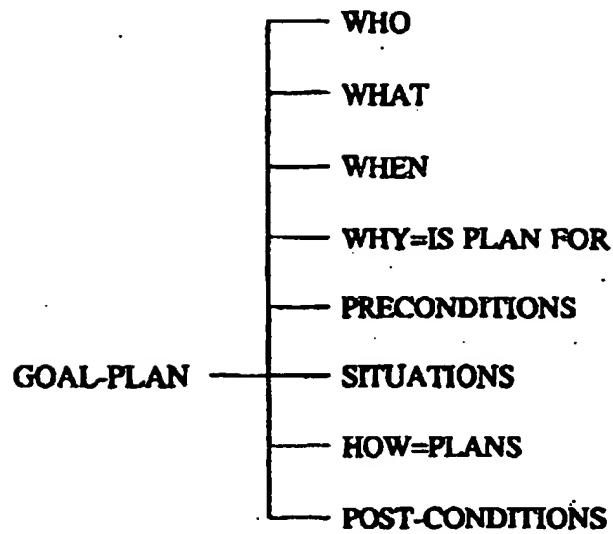 WHO
WHAT
WHEN
WHY=IS PLAN FOR
PRECONDITIONS
GOAL-PLAN
SITUATIONS
HOW=PLANS
POST-CONDITIONS